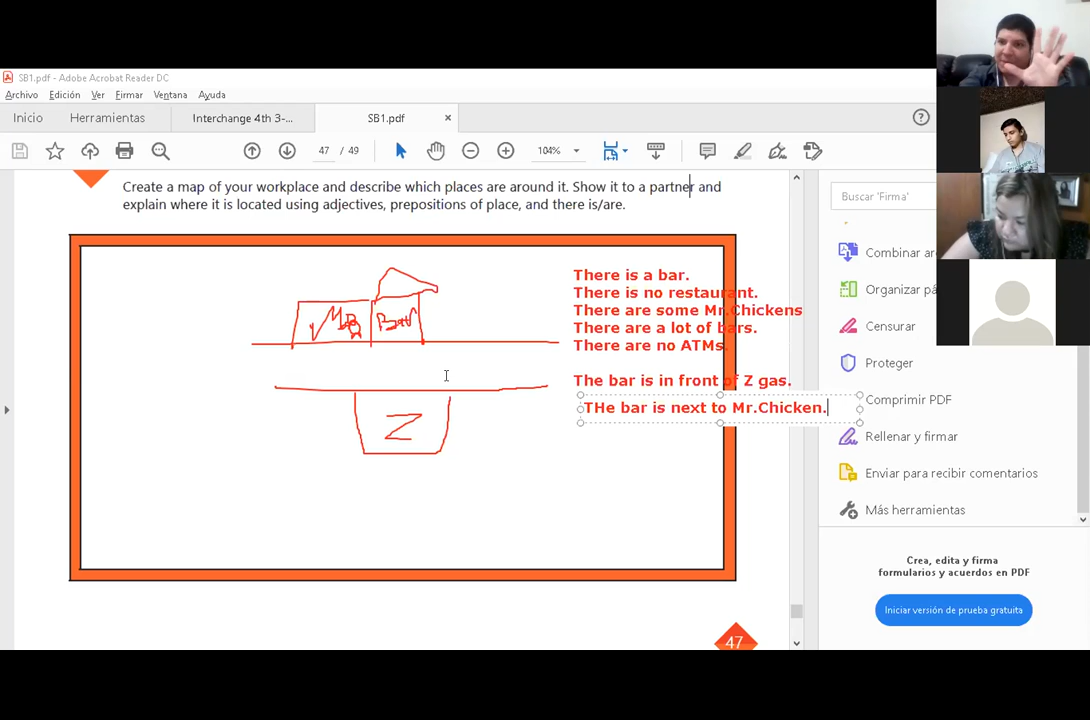 SB1.pdf - Adobe Acrobat Reader DC
Archivo Edición Ver Firmar Ventana Ayuda
Inicio Herramientas Interchange 4th 3-... SB1.pdf ×
47 / 49 104%
Create a map of your workplace and describe which places are around it. Show it to a partner and
explain where it is located using adjectives, prepositions of place, and there is/are.
Bar
Z
There is a bar.
There is no restaurant.
There are some Mr.Chickens
There are a lot of bars.
There are no ATMs.
The bar is in front of Z gas.
THe bar is next to Mr.Chicken.
47
Buscar 'Firma'
Combinar ar
Organizar pá
Censurar
Proteger
Comprimir PDF
Rellenar y firmar
Enviar para recibir comentarios
Más herramientas
Crea, edita y firma
formularios y acuerdos en PDF
Iniciar versión de prueba gratuita